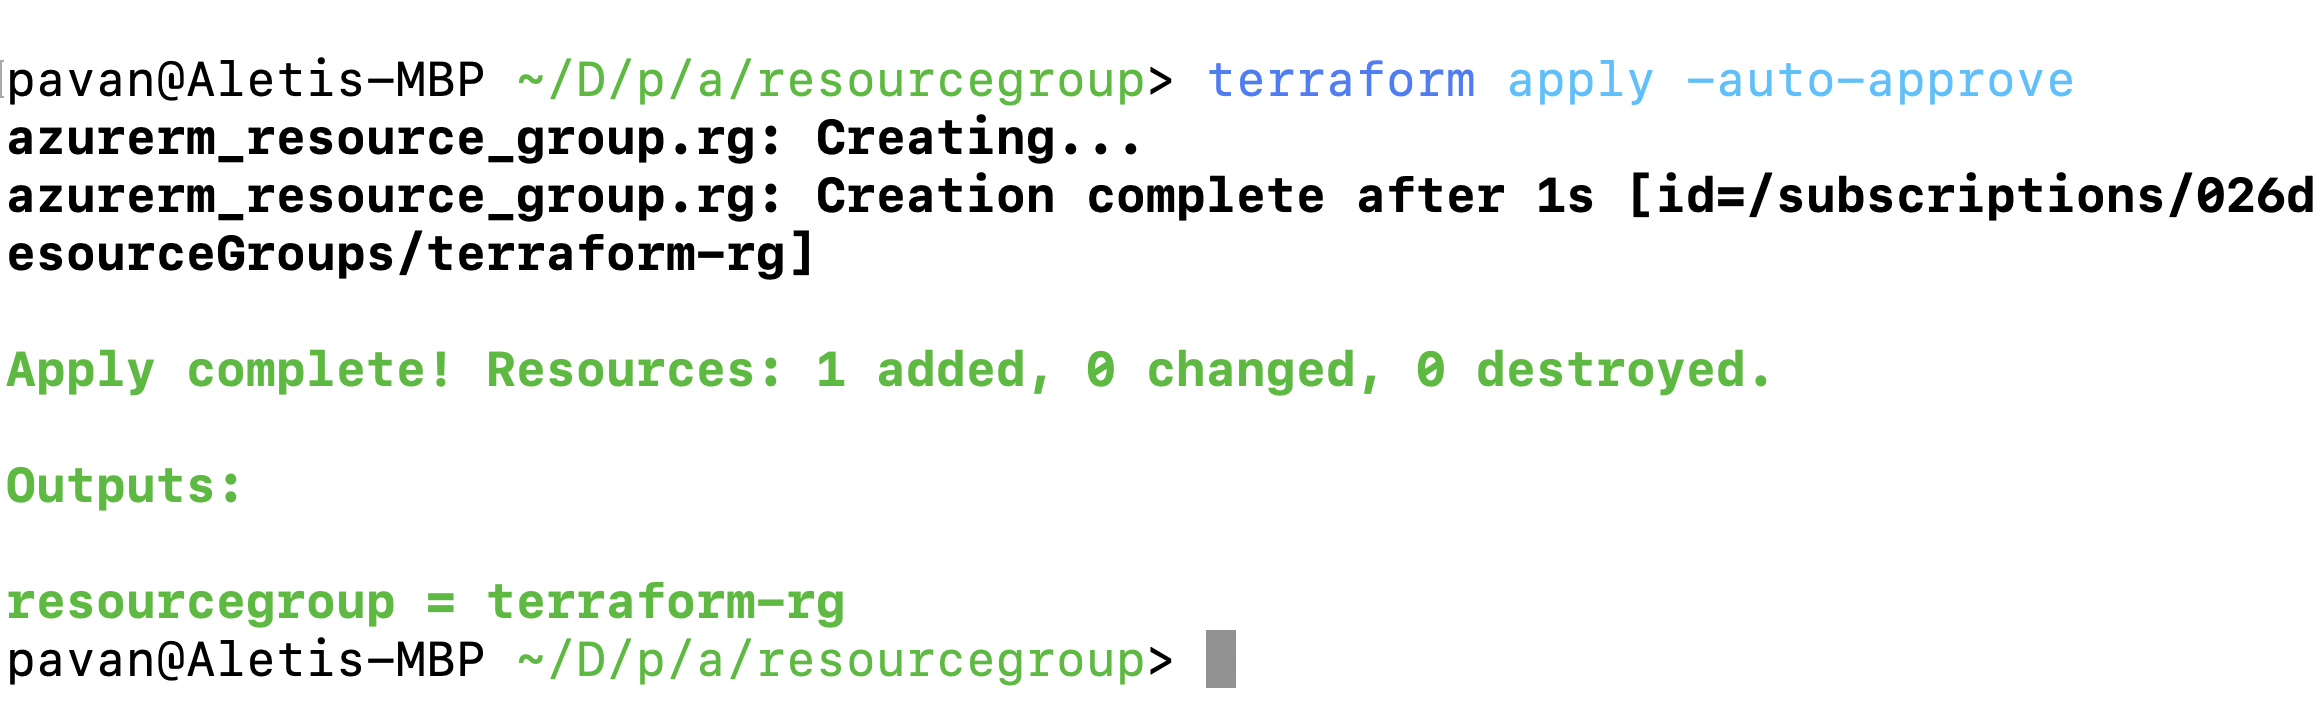 pavan@Aletis-MBP ~/D/p/a/resourcegroup> terraform apply -auto-approve
azurerm_resource_group.rg: Creating...
azurerm_resource_group.rg: Creation complete after 1s [id=/subscriptions/026d
esourceGroups/terraform-rg]
Apply complete! Resources: 1 added, 0 changed, 0 destroyed.
Outputs:
resourcegroup = terraform-rg
pavan@Aletis-MBP ~/D/p/a/resourcegroup>